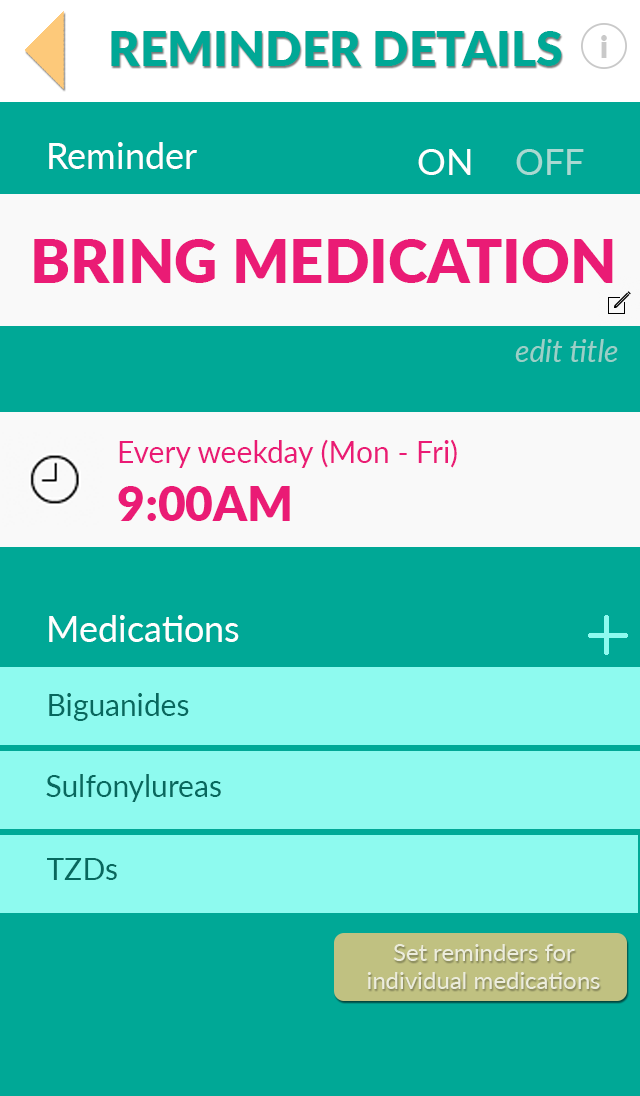 REMINDER DETAILS
i
Reminder
ON OFF
BRING MEDICATION
edit title
Every weekday (Mon - Fri)
9:00AM
Medications
Biguanides
Sulfonylureas
TZDs
Set reminders for
individual medications